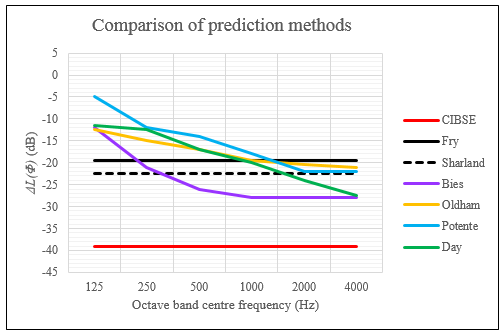 Comparison of prediction methods
5
0
-5
-10
-15
-20
-25
-30
-35
-40
-45
ΔL(Φ) (dB)
125 250 500 1000 2000 4000
Octave band centre frequency (Hz)
CIBSE
Fry
Sharland
Bies
Oldham
Potente
Day